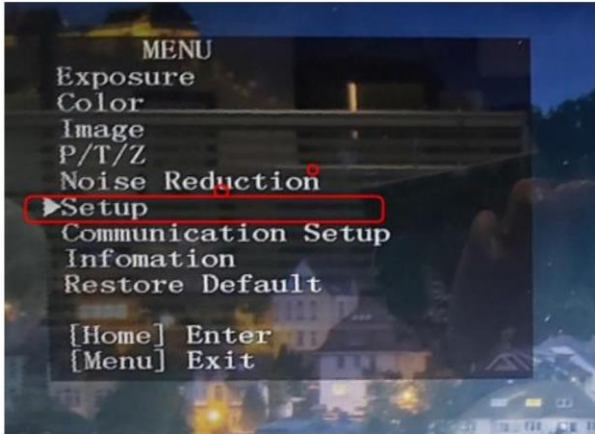 MENU
Exposure
Color
Image
P/T/Z
Noise Reduction
▶Setup
Communication Setup
Infomation
Restore Default
[Home] Enter
[Menu] Exit